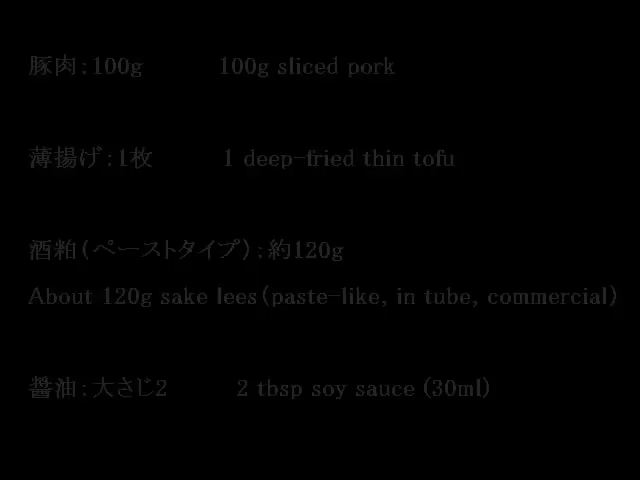 豚肉：100g 100g sliced pork
薄揚げ：1枚 1 deep-fried thin tofu
酒粕（ペーストタイプ）：約120g
About 120g sake lees（paste-like, in tube, commercial）
醤油：大さじ2 2 tbsp soy sauce (30ml)